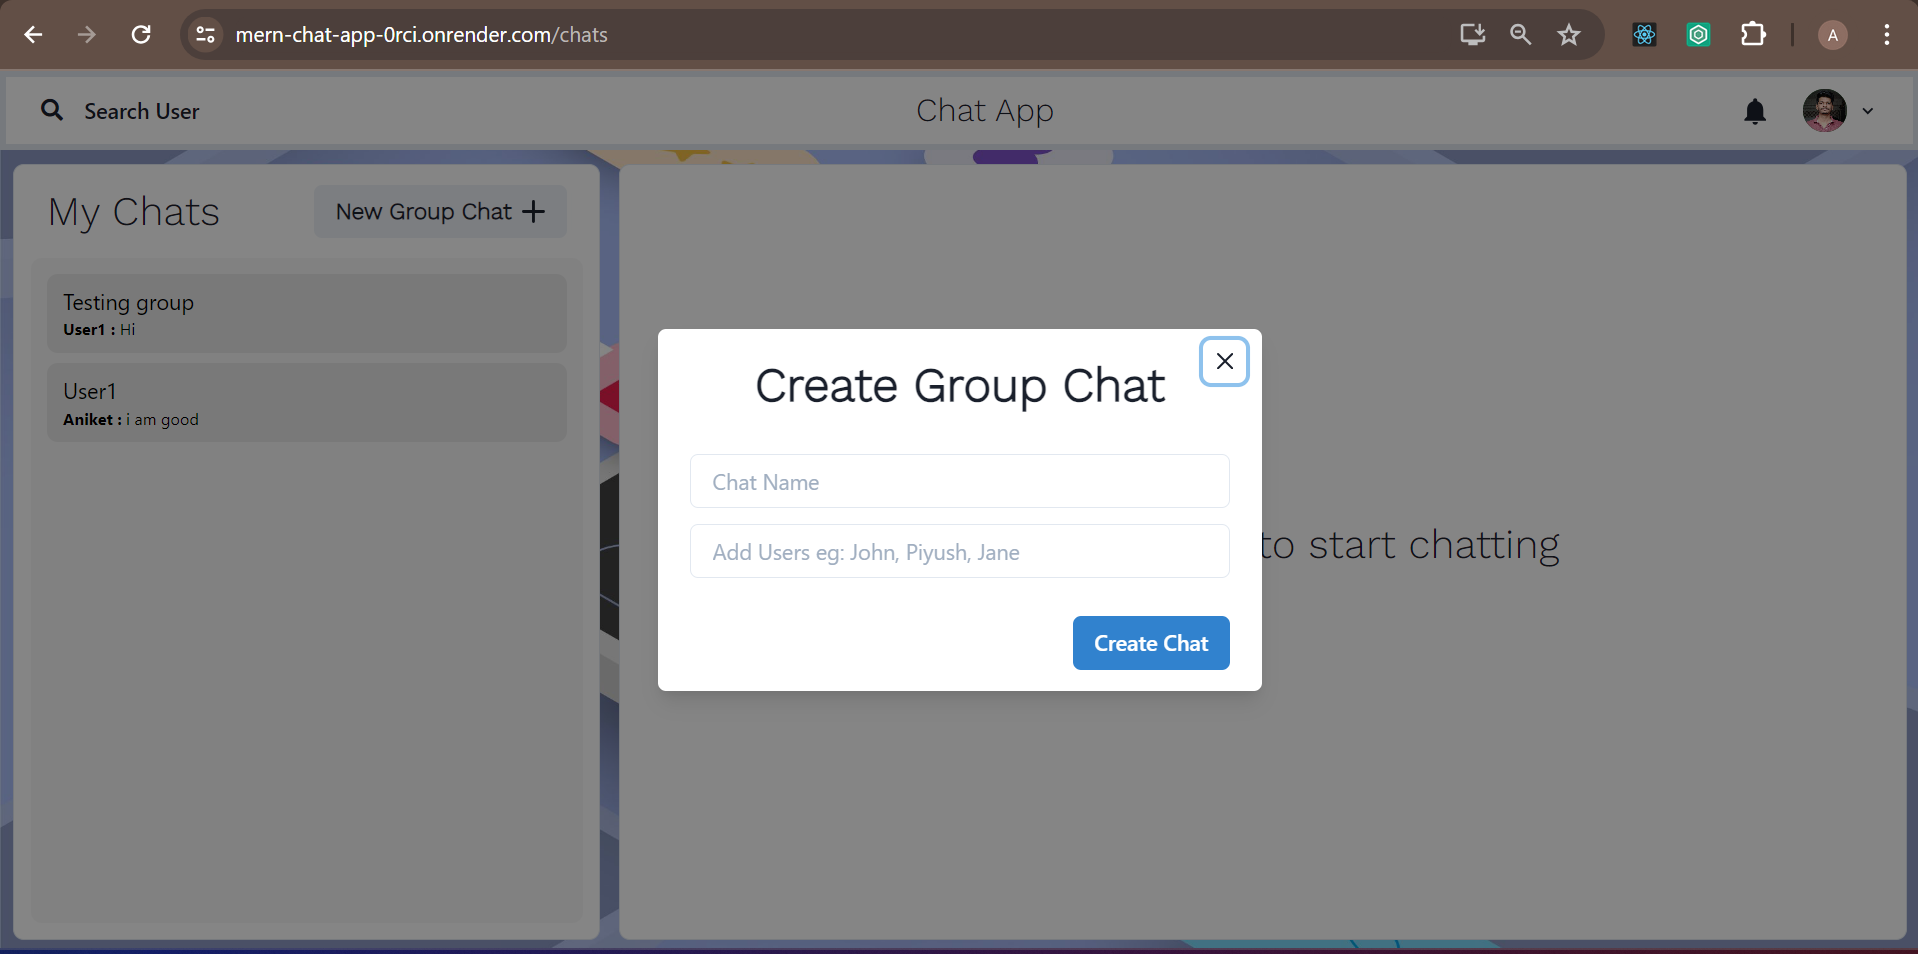 mern-chat-app-0rci.onrender.com/chats
A
Search User
Chat App
My Chats
New Group Chat
Testing group
User1 : Hi
User1
Aniket : i am good
Create Group Chat
Chat Name
Add Users eg: John, Piyush, Jane
to start chatting
Create Chat